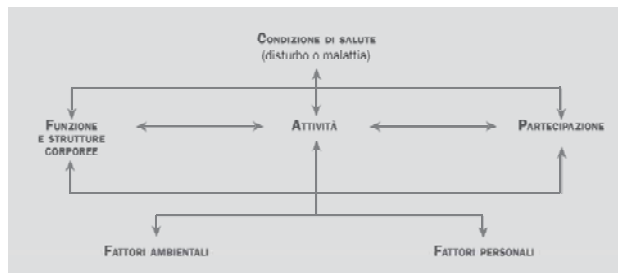 CONDIZIONE DI SALUTE
(disturbo o malattia)
FUNZIONE
E STRUTTURE
CORPOREE
ATTIVITÀ
PARTECIPAZIONE
FATTORI AMBIENTALI
FATTORI PERSONALI